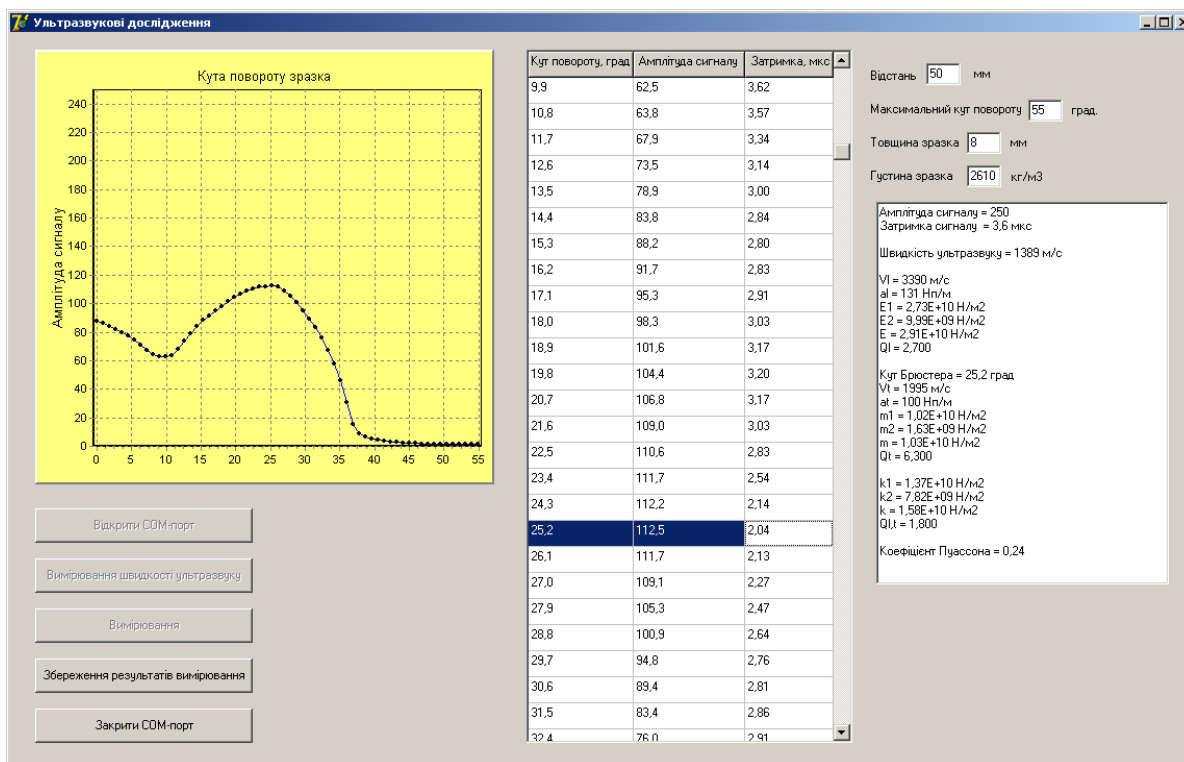 Ультразвукові дослідження
Кута повороту зразка
Амплітуда сигналу
240
220
200
180
160
140
120
100
80
60
40
20
0
0 5 10 15 20 25 30 35 40 45 50 55
Відкрити COM-порт
Вимірювання швидкості ультразвуку
Вимірювання
Збереження результатів вимірювання
Закрити COM-порт
Кут повороту, град Амплітуда сигналу Затримка, мкс
9,9 62,5 3,62
10,8 63,8 3,57
11,7 67,9 3,34
12,6 73,5 3,14
13,5 78,9 3,00
14,4 83,8 2,84
15,3 88,2 2,80
16,2 91,7 2,83
17,1 95,3 2,91
18,0 98,3 3,03
18,9 101,6 3,17
19,8 104,4 3,20
20,7 106,8 3,17
21,6 109,0 3,03
22,5 110,6 2,83
23,4 111,7 2,54
24,3 112,2 2,14
25,2 112,5 2,04
26,1 111,7 2,13
27,0 109,1 2,27
27,9 105,3 2,47
28,8 100,9 2,64
29,7 94,8 2,76
30,6 89,4 2,81
31,5 83,4 2,86
32,4 76,0 2,91
Відстань 50 мм
Максимальний кут повороту 55 град.
Товщина зразка 8 мм
Густина зразка 2610 кг/м3
Амплітуда сигналу = 250
Затримка сигналу = 3,6 мкс
Швидкість ультразвуку = 1389 м/с
Vl = 3390 м/с
al = 131 Нп/м
E1 = 2,73E+10 Н/м2
E2 = 9,99E+09 Н/м2
E = 2,91E+10 Н/м2
Ql = 2,700
Кут Брюстера = 25,2 град
Vt = 1995 м/с
at = 100 Нп/м
m1 = 1,02E+10 Н/м2
m2 = 1,63E+09 Н/м2
m = 1,03E+10 Н/м2
Qt = 6,300
k1 = 1,37E+10 Н/м2
k2 = 7,82E+09 Н/м2
k = 1,58E+10 Н/м2
Ql,t = 1,800
Коефіцієнт Пуассона = 0,24